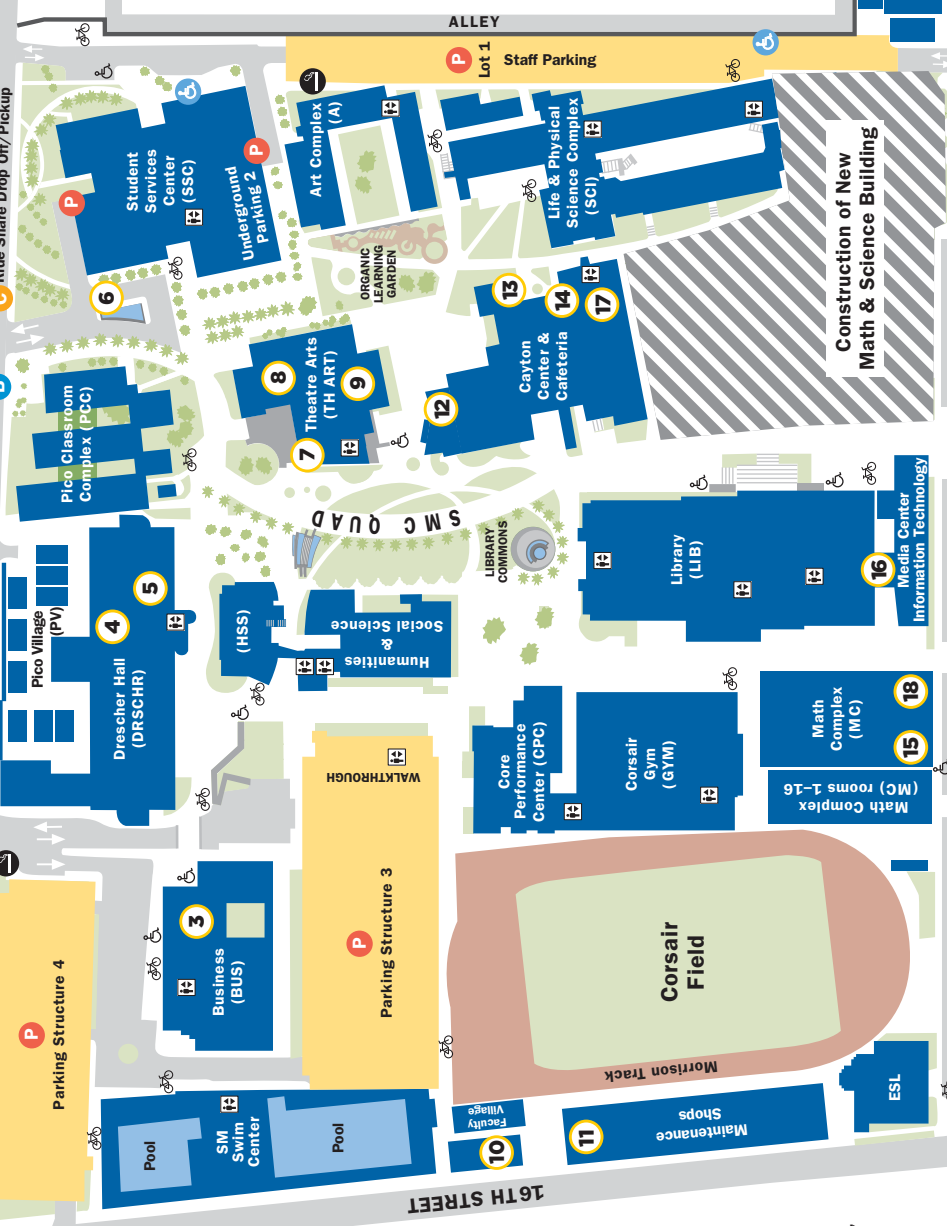 ALLEY
P
Lot 1
Staff Parking
Ride Share Drop Off/Pickup
Student
Services
Center
(SSC)
P
P
Underground
Parking 2
Art Complex
(A)
Life & Physical
Science Complex
(SCI)
Construction of New
Math & Science Building
ORGANIC
LEARNING
GARDEN
C
6
13
14
17
Cayton
Center &
Cafeteria
12
Theatre Arts
(TH ART)
8
9
7
Pico Classroom
Complex (PCC)
SMC QUAD
LIBRARY
COMMONS
Library
(LIB)
16
Media Center
Information Technology
Pico Village
(PV)
4
5
Drescher Hall
(DRSCHR)
(HSS)
Humanities
&
Social Science
WALKTHROUGH
Core
Performance
Center (CPC)
Corsair
Gym
(GYM)
Math
Complex
(MC)
18
15
Math Complex
(MC) rooms 1–16
P
Parking Structure 4
3
Business
(BUS)
P
Parking Structure 3
Corsair
Field
Morrison Track
Pool
SM
Swim
Center
Pool
Faculty
Village
10
11
Maintenance
Shops
ESL
16TH STREET